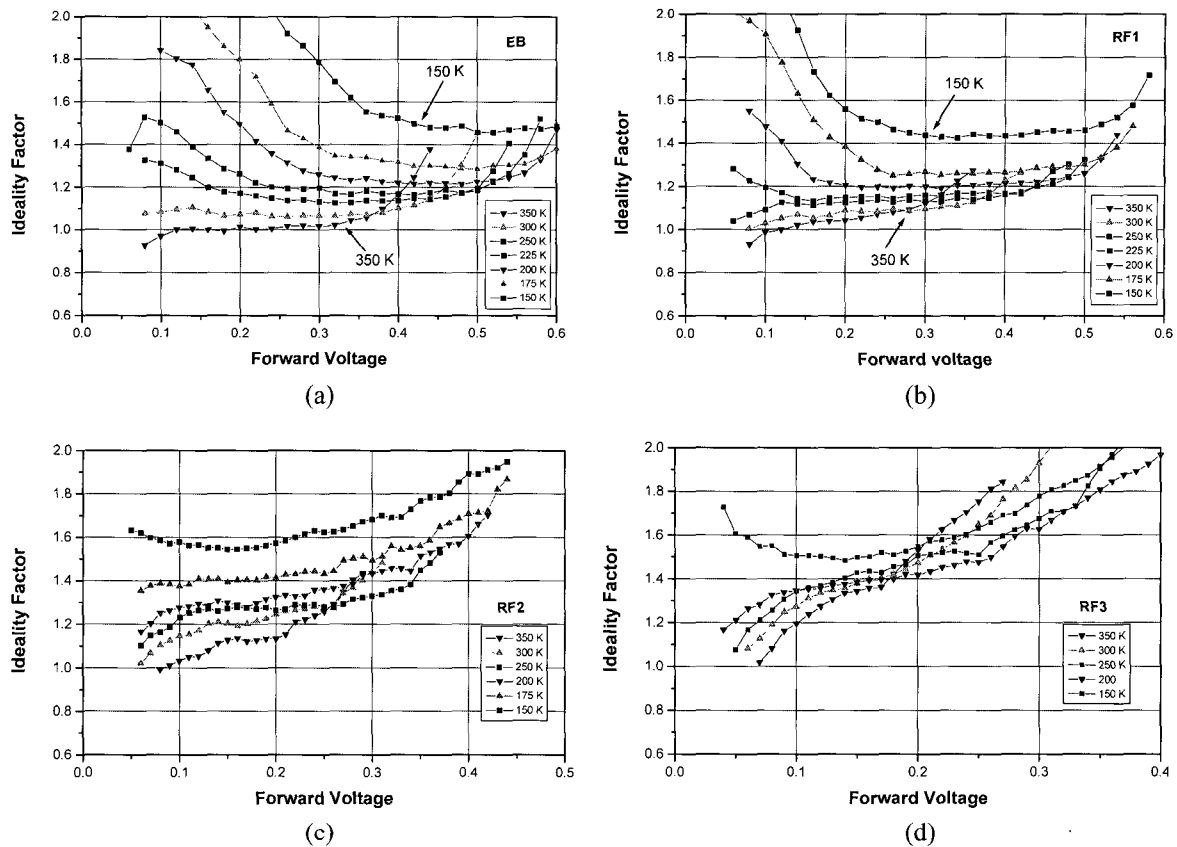 2.0
1.8
1.6
1.4
1.2
1.0
0.8
0.6
0.0 0.1 0.2 0.3 0.4 0.5 0.6
Ideality Factor
Forward Voltage
EB
150 K
350 K
350 K
300 K
250 K
225 K
200 K
175 K
150 K
(a)
2.0
1.8
1.6
1.4
1.2
1.0
0.8
0.6
0.0 0.1 0.2 0.3 0.4 0.5 0.6
Ideality Factor
Forward voltage
RF1
150 K
350 K
350 K
300 K
250 K
225 K
200 K
175 K
150 K
(b)
2.0
1.8
1.6
1.4
1.2
1.0
0.8
0.6
0.0 0.1 0.2 0.3 0.4 0.5
Ideality Factor
Forward Voltage
RF2
350 K
300 K
250 K
200 K
175 K
150 K
(c)
2.0
1.8
1.6
1.4
1.2
1.0
0.8
0.6
0.0 0.1 0.2 0.3 0.4
Ideality Factor
Forward Voltage
RF3
350 K
300 K
250 K
200
150 K
(d)